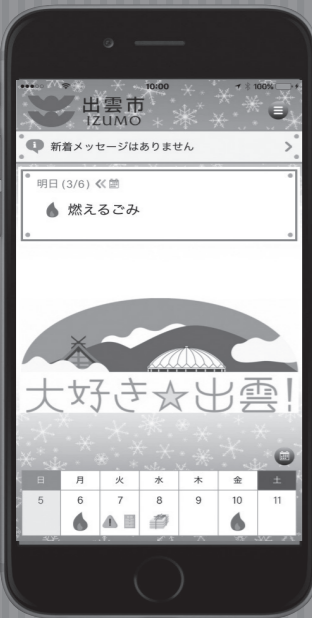 10:00 100%
出雲市
IZUMO
新着メッセージはありません
明日 (3/6)
燃えるごみ
大好き☆出雲!
日 月 火 水 木 金 土
5 6 7 8 9 10 11